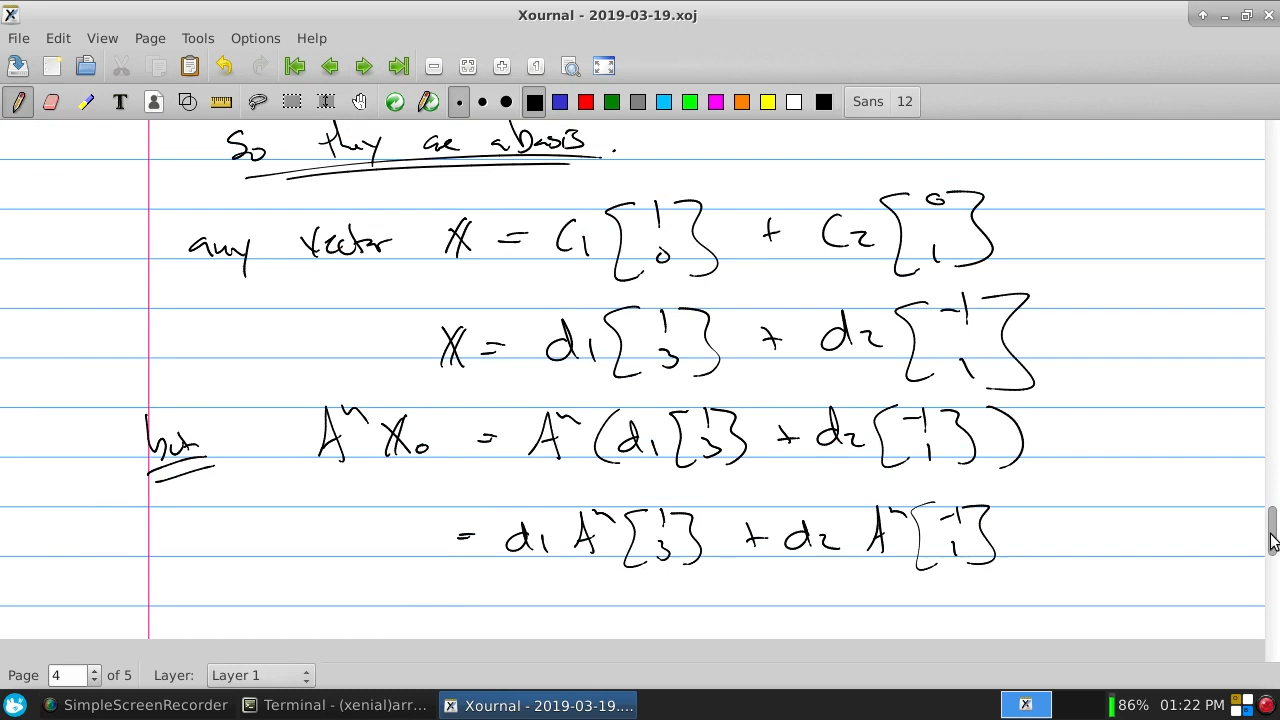 Xournal - 2019-03-19.xoj
File Edit View Page Tools Options Help
Sans 12
So they are a basis.
any vector X = C1 [1 0] + C2 [0 1]
X = d1 [1 3] + d2 [-1 1]
but A^n X0 = A^n (d1 [1 3] + d2 [-1 1])
= d1 A^n [1 3] + d2 A^n [-1 1]
Page 4 of 5 Layer: Layer 1
SimpleScreenRecorder Terminal - (xenial)arr... Xournal - 2019-03-19.... 86% 01:22 PM